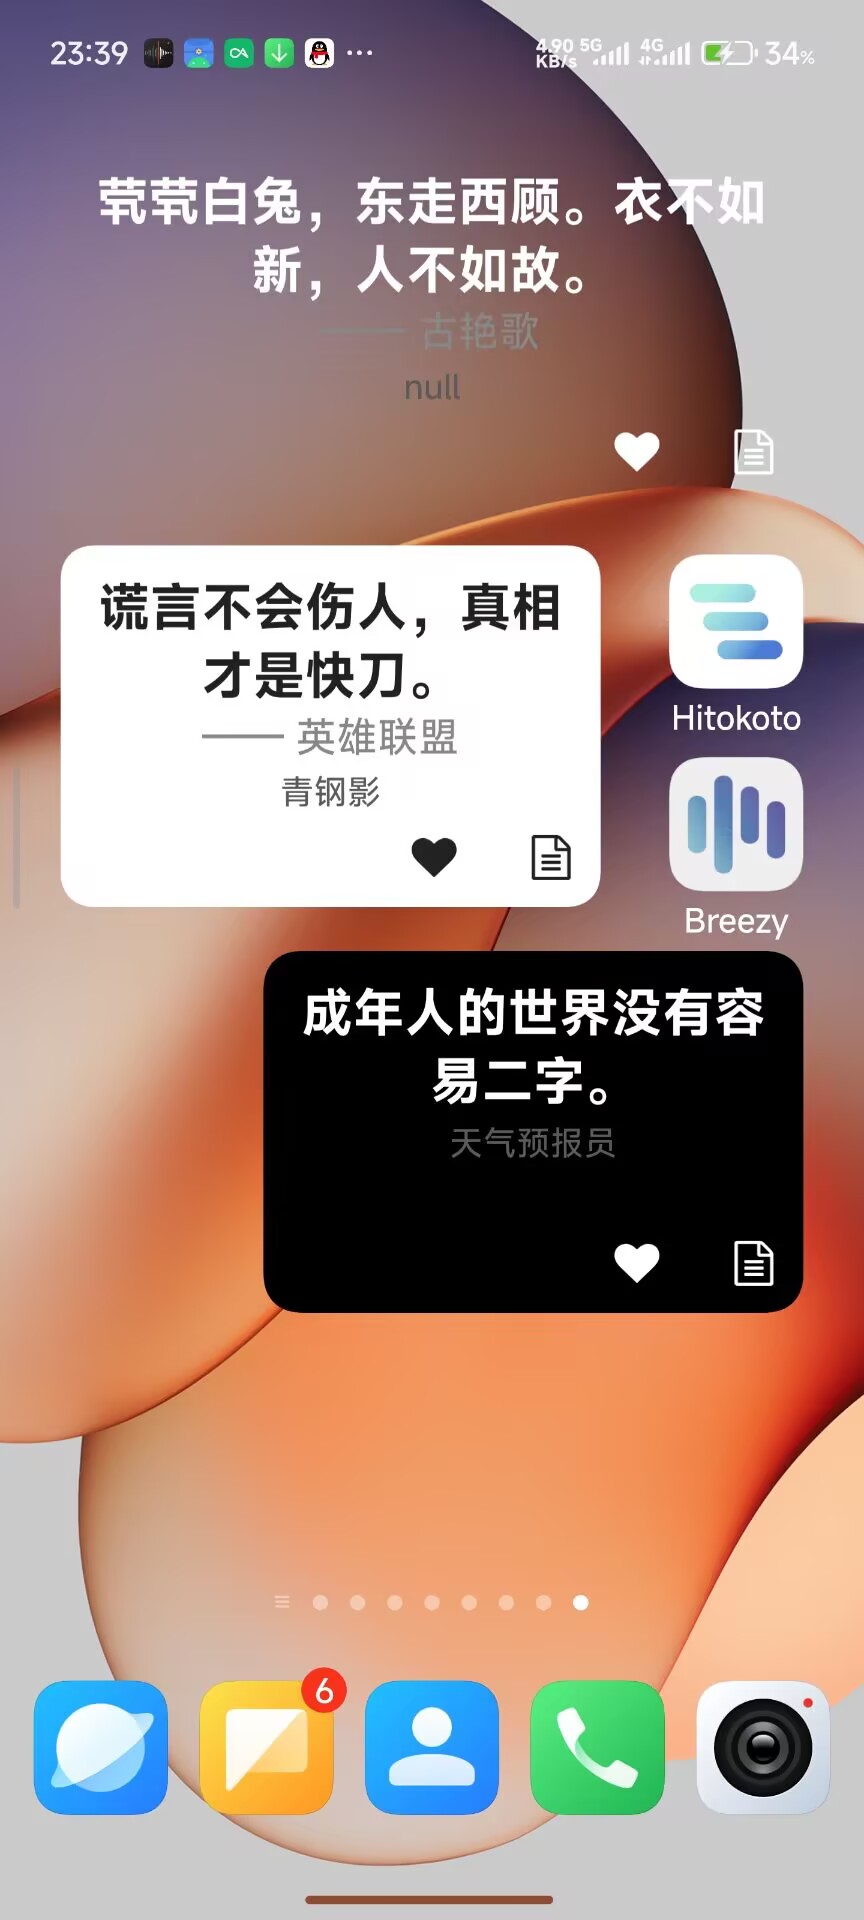 23:39
4.90 KB/s 5G 4G 34%
茕茕白兔，东走西顾。衣不如
新，人不如故。
—— 古艳歌
null
谎言不会伤人，真相
才是快刀。
—— 英雄联盟
青钢影
Hitokoto
Breezy
成年人的世界没有容
易二字。
天气预报员
6